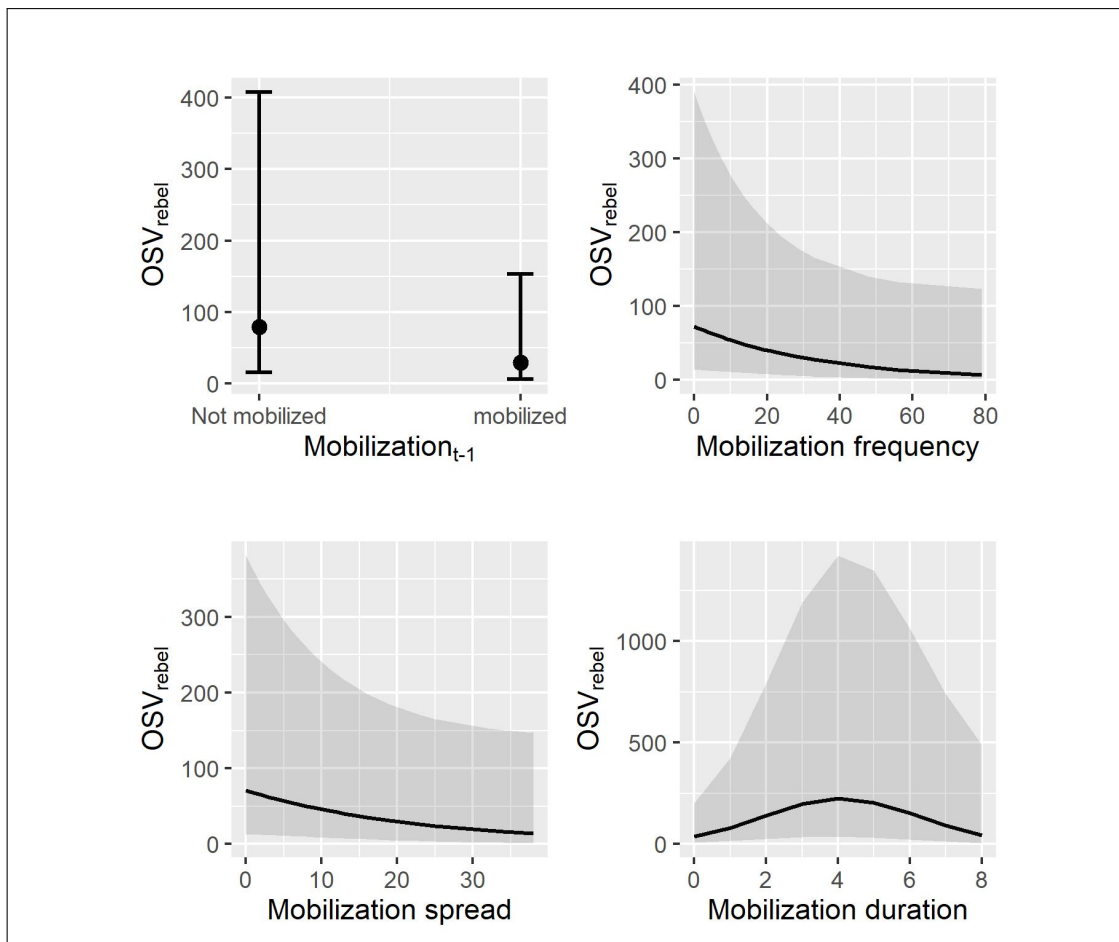 400
300
200
100
0
OSVrebel
Not mobilized mobilized
Mobilizationt-1
400
300
200
100
0
OSVrebel
0 20 40 60 80
Mobilization frequency
300
200
100
0
OSVrebel
0 10 20 30
Mobilization spread
1000
500
0
OSVrebel
0 2 4 6 8
Mobilization duration